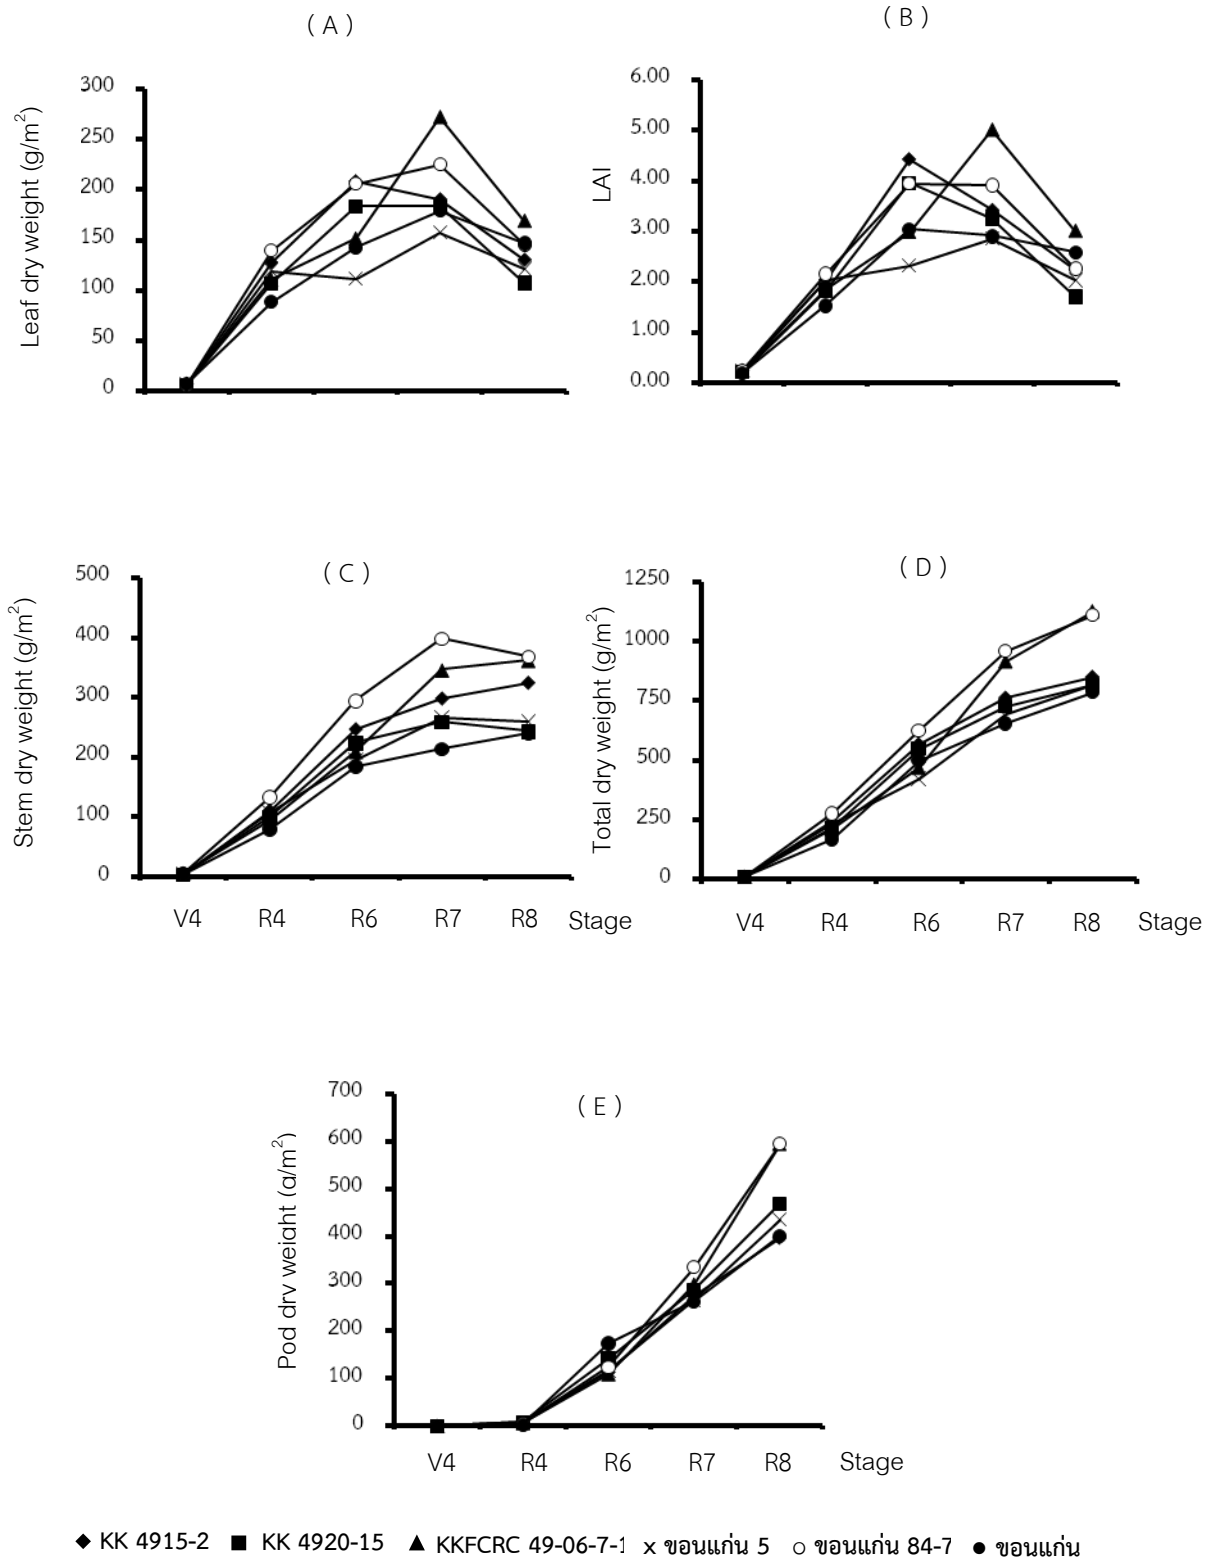 ( A )
300
250
200
150
100
50
0
Leaf dry weight (g/m²)
( B )
6.00
5.00
4.00
3.00
2.00
1.00
0.00
LAI
( C )
500
400
300
200
100
0
Stem dry weight (g/m²)
V4 R4 R6 R7 R8 Stage
( D )
1250
1000
750
500
250
0
Total dry weight (g/m²)
V4 R4 R6 R7 R8 Stage
( E )
700
600
500
400
300
200
100
0
Pod dry weight (g/m²)
V4 R4 R6 R7 R8 Stage
KK 4915-2 KK 4920-15 KKFCRC 49-06-7-1 ขอนแก่น 5 ขอนแก่น 84-7 ขอนแก่น